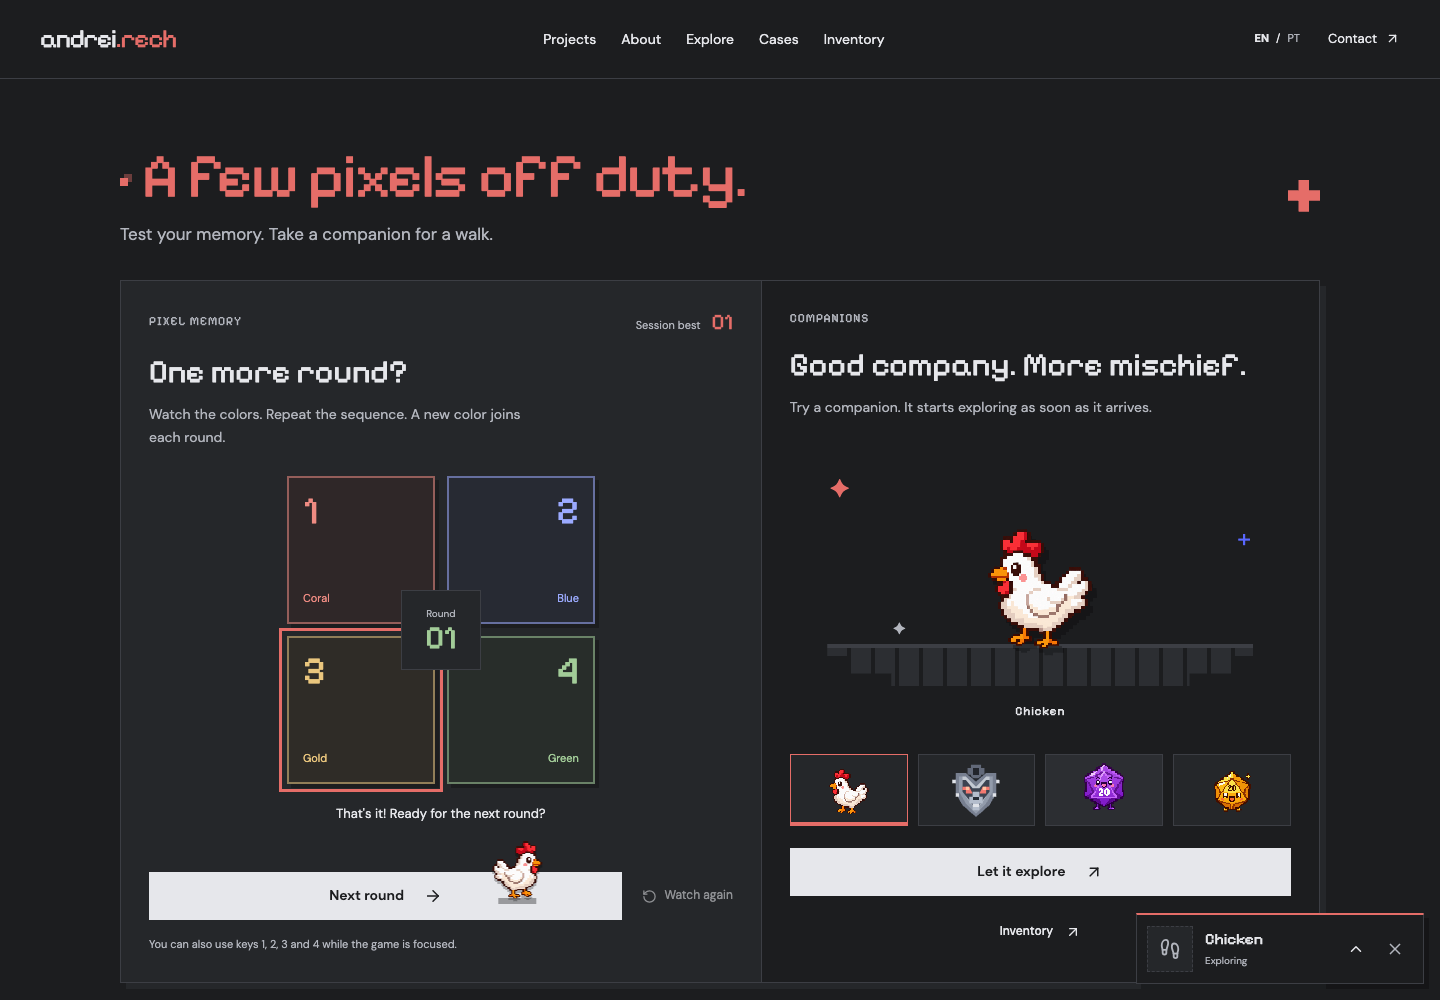 andrei.rech
Projects About Explore Cases Inventory
EN / PT Contact
A few pixels off duty.
Test your memory. Take a companion for a walk.
PIXEL MEMORY
Session best 01
One more round?
Watch the colors. Repeat the sequence. A new color joins
each round.
1
Coral
2
Blue
Round
01
3
Gold
4
Green
That's it! Ready for the next round?
Next round
Watch again
You can also use keys 1, 2, 3 and 4 while the game is focused.
COMPANIONS
Good company. More mischief.
Try a companion. It starts exploring as soon as it arrives.
Chicken
20
20
Let it explore
Inventory
Chicken
Exploring